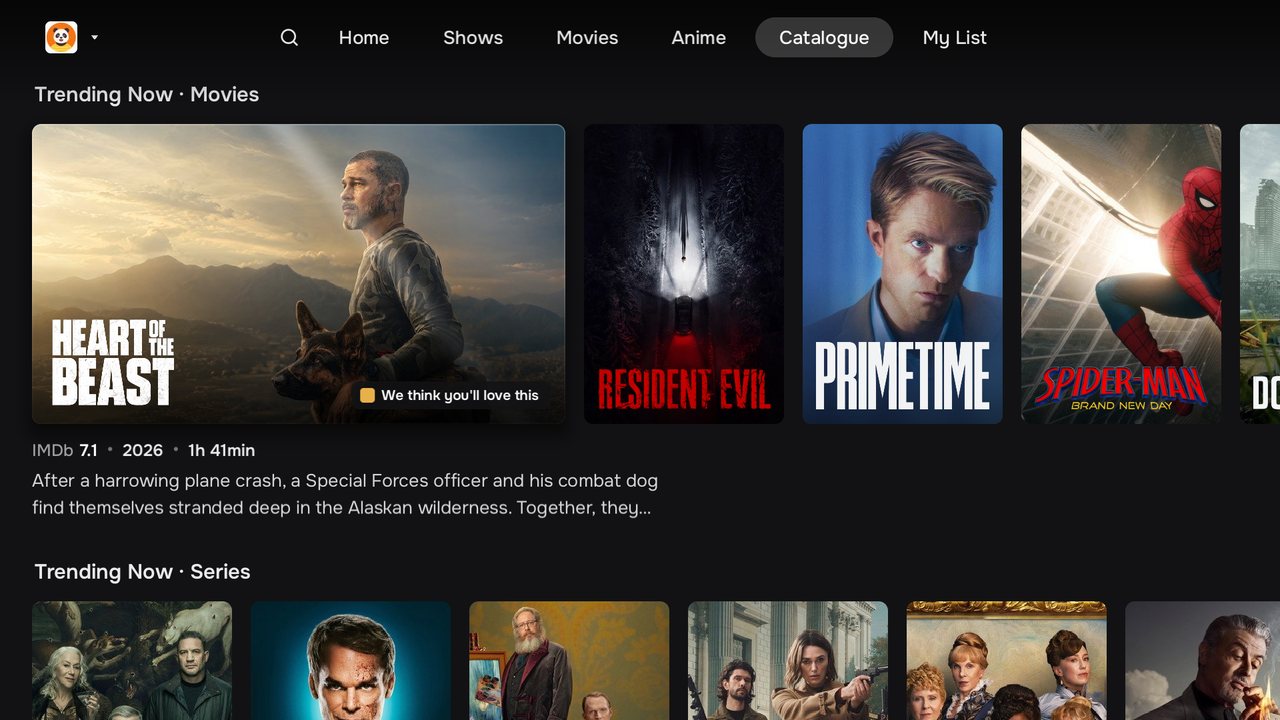 Home
Shows
Movies
Anime
Catalogue
My List
Trending Now · Movies
HEART OF THE
BEAST
We think you'll love this
RESIDENT EVIL
PRIMETIME
SPIDER-MAN
BRAND NEW DAY
IMDb 7.1 • 2026 • 1h 41min
After a harrowing plane crash, a Special Forces officer and his combat dog
find themselves stranded deep in the Alaskan wilderness. Together, they...
Trending Now · Series